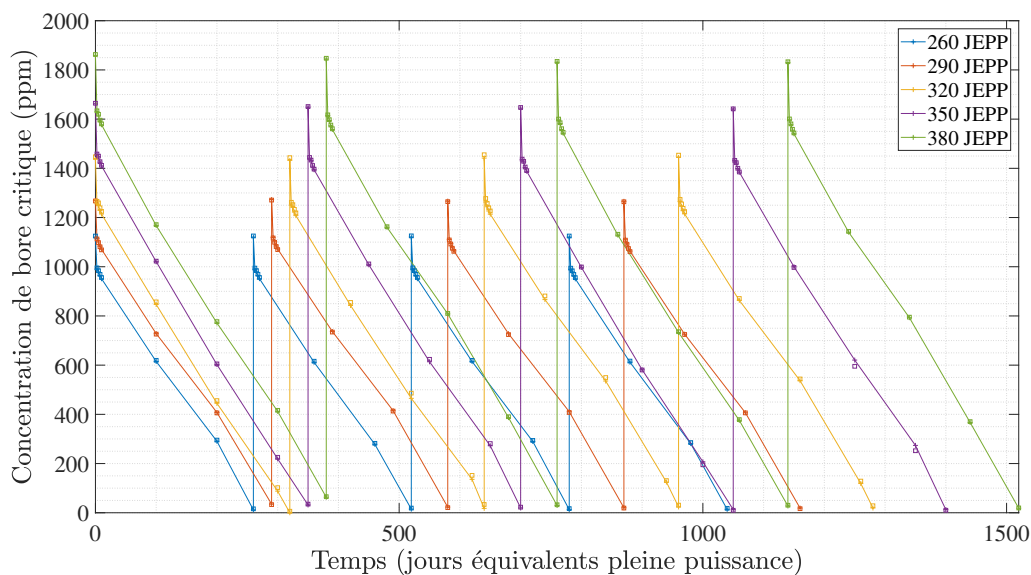 2000
1800
1600
1400
1200
1000
800
600
400
200
0
Concentration de bore critique (ppm)
260 JEPP
290 JEPP
320 JEPP
350 JEPP
380 JEPP
0 500 1000 1500
Temps (jours équivalents pleine puissance)